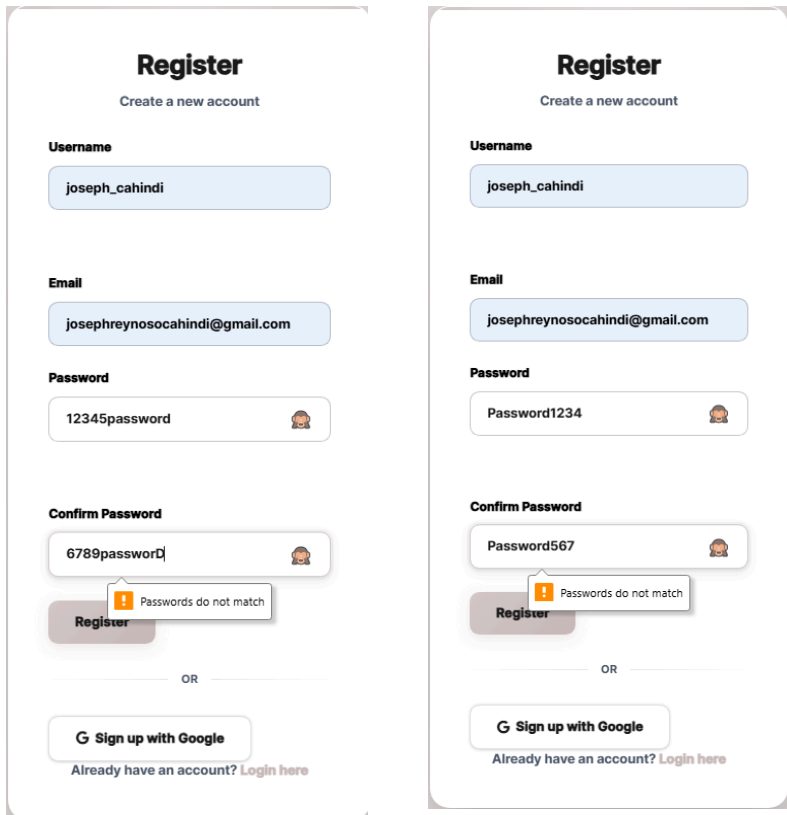 Register
Create a new account
Username
joseph_cahindi
Email
josephreynosocahindi@gmail.com
Password
12345password
Confirm Password
6789passworD
Passwords do not match
Register
OR
G Sign up with Google
Already have an account? Login here
Register
Create a new account
Username
joseph_cahindi
Email
josephreynosocahindi@gmail.com
Password
Password1234
Confirm Password
Password567
Passwords do not match
Register
OR
G Sign up with Google
Already have an account? Login here